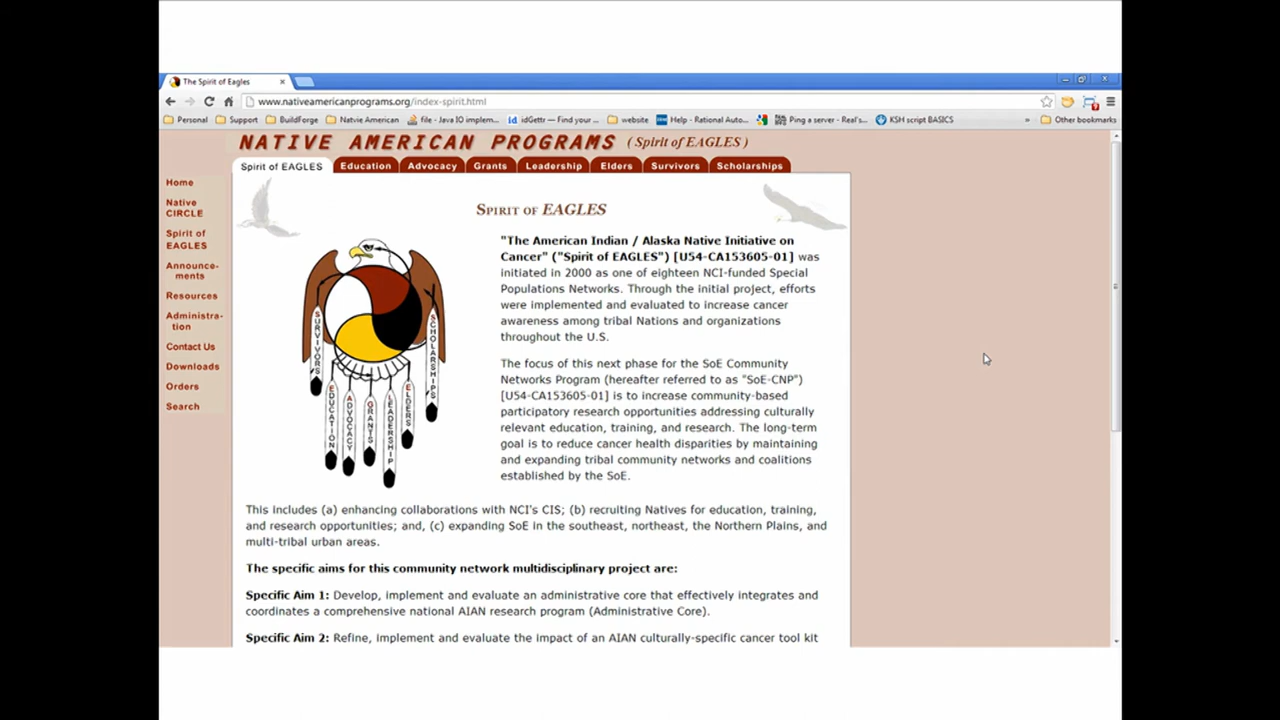 The Spirit of Eagles
www.nativeamericanprograms.org/index-spirit.html
Personal Support BuildForge Natvie American file - Java IO implem... idGettr — Find your ... website Help - Rational Auto... Ping a server - Real's... KSH script BASICS » Other bookmarks
NATIVE AMERICAN PROGRAMS (Spirit of EAGLES)
Spirit of EAGLES Education Advocacy Grants Leadership Elders Survivors Scholarships
Home
Native
CIRCLE
Spirit of
EAGLES
Announce-
ments
Resources
Administra-
tion
Contact Us
Downloads
Orders
Search
SPIRIT OF EAGLES
SURVIVORS
EDUCATION
ADVOCACY
GRANTS
LEADERSHIP
ELDERS
SCHOLARSHIPS
"The American Indian / Alaska Native Initiative on
Cancer" ("Spirit of EAGLES") [U54-CA153605-01] was
initiated in 2000 as one of eighteen NCI-funded Special
Populations Networks. Through the initial project, efforts
were implemented and evaluated to increase cancer
awareness among tribal Nations and organizations
throughout the U.S.
The focus of this next phase for the SoE Community
Networks Program (hereafter referred to as "SoE-CNP")
[U54-CA153605-01] is to increase community-based
participatory research opportunities addressing culturally
relevant education, training, and research. The long-term
goal is to reduce cancer health disparities by maintaining
and expanding tribal community networks and coalitions
established by the SoE.
This includes (a) enhancing collaborations with NCI's CIS; (b) recruiting Natives for education, training,
and research opportunities; and, (c) expanding SoE in the southeast, northeast, the Northern Plains, and
multi-tribal urban areas.
The specific aims for this community network multidisciplinary project are:
Specific Aim 1: Develop, implement and evaluate an administrative core that effectively integrates and
coordinates a comprehensive national AIAN research program (Administrative Core).
Specific Aim 2: Refine, implement and evaluate the impact of an AIAN culturally-specific cancer tool kit